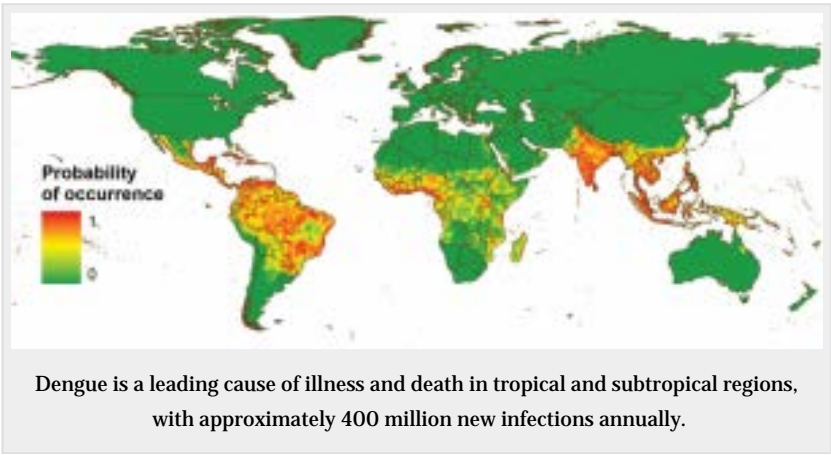 Probability
of occurrence
1
0
Dengue is a leading cause of illness and death in tropical and subtropical regions,
with approximately 400 million new infections annually.